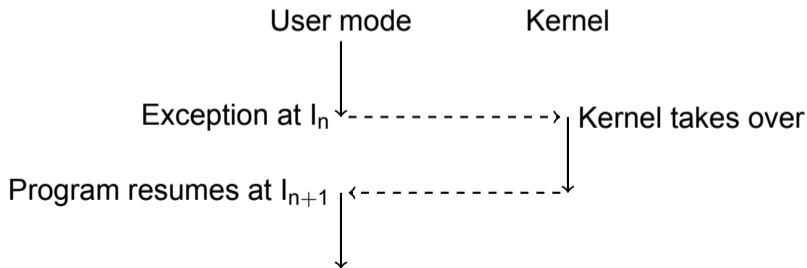 User mode Kernel
Exception at Iₙ Kernel takes over
Program resumes at Iₙ₊₁